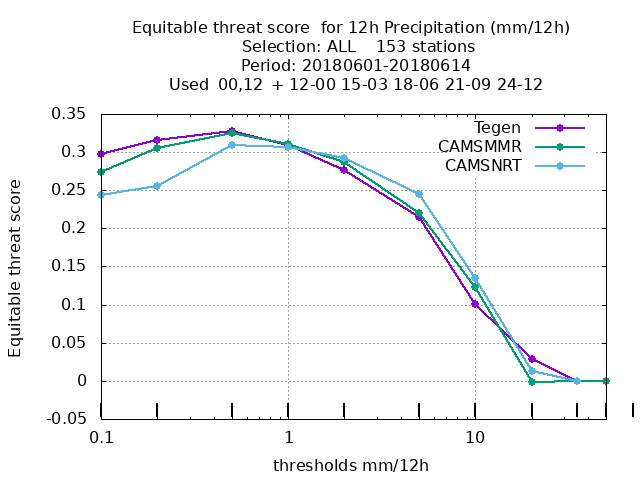 Equitable threat score  for 12h Precipitation (mm/12h)
Selection: ALL    153 stations
Period: 20180601-20180614
Used  00,12  + 12-00 15-03 18-06 21-09 24-12
Tegen
CAMSMMR
CAMSNRT
0.35
0.3
0.25
0.2
0.15
0.1
0.05
0
-0.05
Equitable threat score
0.1 1 10
thresholds mm/12h